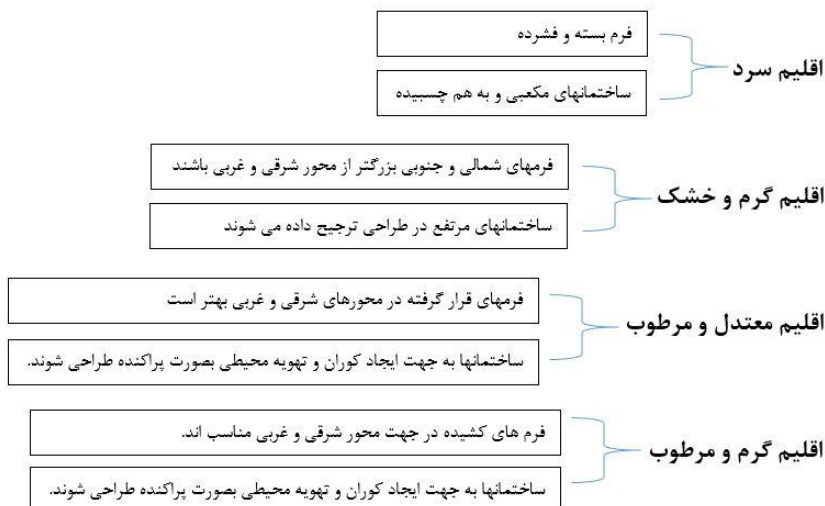 اقلیم سرد
فرم بسته و فشرده
ساختمانهای مکعبی و به هم چسبیده
اقلیم گرم و خشک
فرمهای شمالی و جنوبی بزرگتر از محور شرقی و غربی باشند
ساختمانهای مرتفع در طراحی ترجیح داده می شوند
اقلیم معتدل و مرطوب
فرمهای قرار گرفته در محورهای شرقی و غربی بهتر است
ساختمانها به جهت ایجاد کوران و تهویه محیطی بصورت پراکنده طراحی شوند.
اقلیم گرم و مرطوب
فرم های کشیده در جهت محور شرقی و غربی مناسب اند.
ساختمانها به جهت ایجاد کوران و تهویه محیطی بصورت پراکنده طراحی شوند.